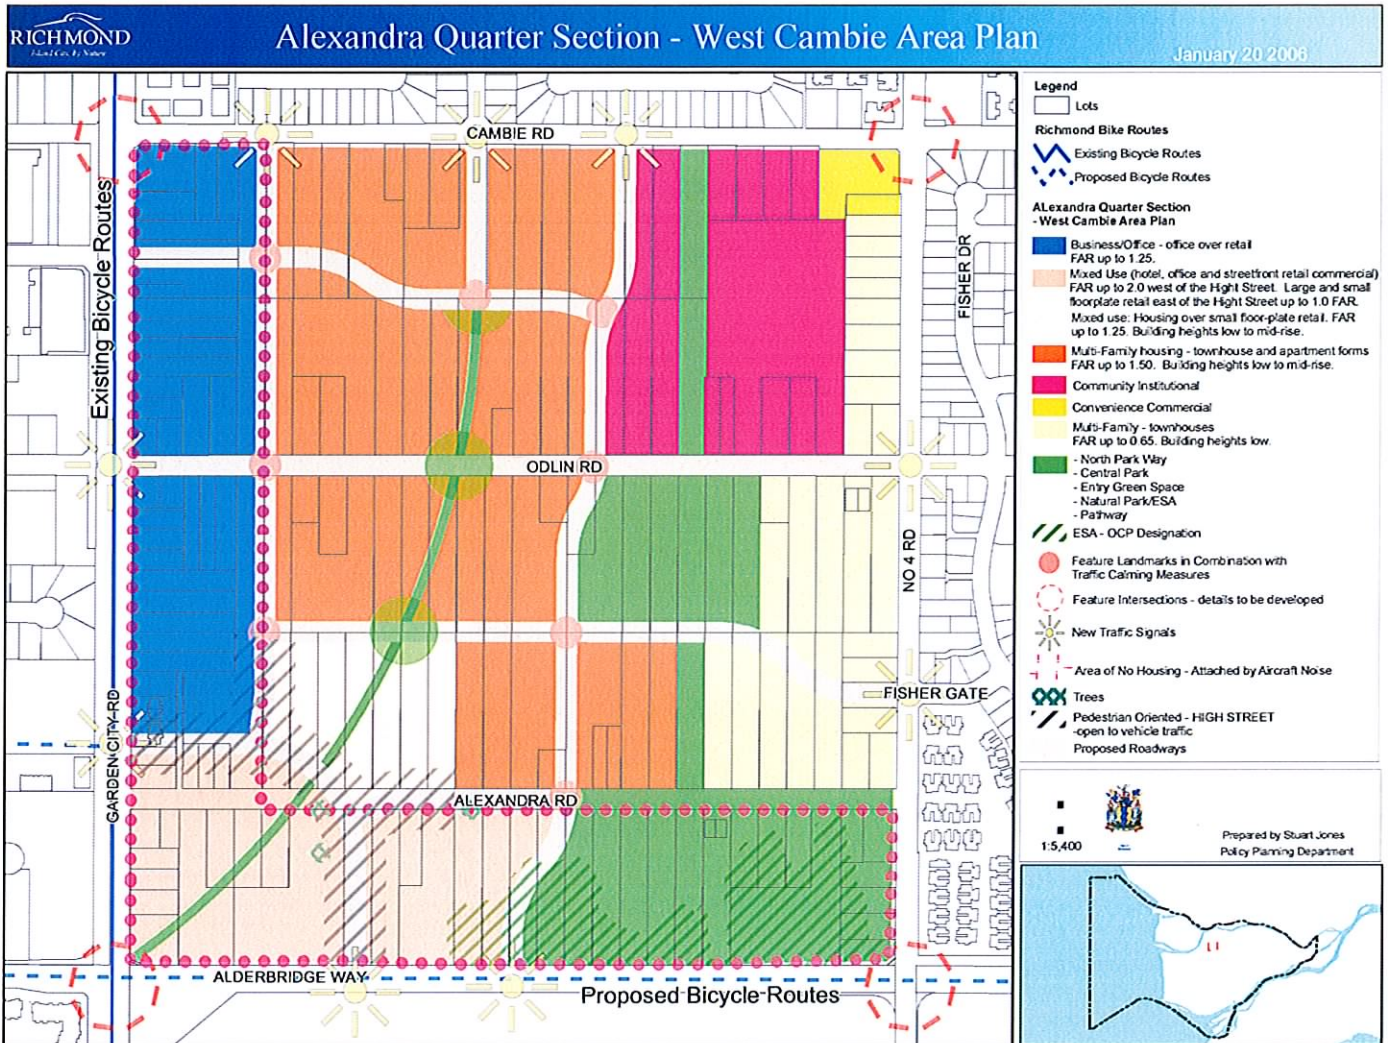 RICHMOND
Island City, by Nature
Alexandra Quarter Section - West Cambie Area Plan
January 20 2006
CAMBIE RD
Existing Bicycle Routes
FISHER DR
ODLIN RD
NO 4 RD
FISHER GATE
GARDEN CITY RD
ALEXANDRA RD
ALDERBRIDGE WAY
Proposed Bicycle Routes
Legend
Lots
Richmond Bike Routes
Existing Bicycle Routes
Proposed Bicycle Routes
ALexandra Quarter Section
- West Cambie Area Plan
Business/Office - office over retail
FAR up to 1.25.
Mixed Use (hotel, office and streetfront retail commercial)
FAR up to 2.0 west of the Hight Street. Large and small
floorplate retail east of the Hight Street up to 1.0 FAR.
Mixed use: Housing over small floor-plate retail. FAR
up to 1.25. Building heights low to mid-rise.
Multi-Family housing - townhouse and apartment forms
FAR up to 1.50. Building heights low to mid-rise.
Community Institutional
Convenience Commercial
Multi-Family - townhouses
FAR up to 0.65. Building heights low.
- North Park Way
- Central Park
- Entry Green Space
- Natural Park/ESA
- Pathway
ESA - OCP Designation
Feature Landmarks in Combination with
Traffic Calming Measures
Feature Intersections - details to be developed
New Traffic Signals
Area of No Housing - Attached by Aircraft Noise
Trees
Pedestrian Oriented - HIGH STREET
-open to vehicle traffic
Proposed Roadways
1:5,400
Prepared by Stuart Jones
Policy Planning Department